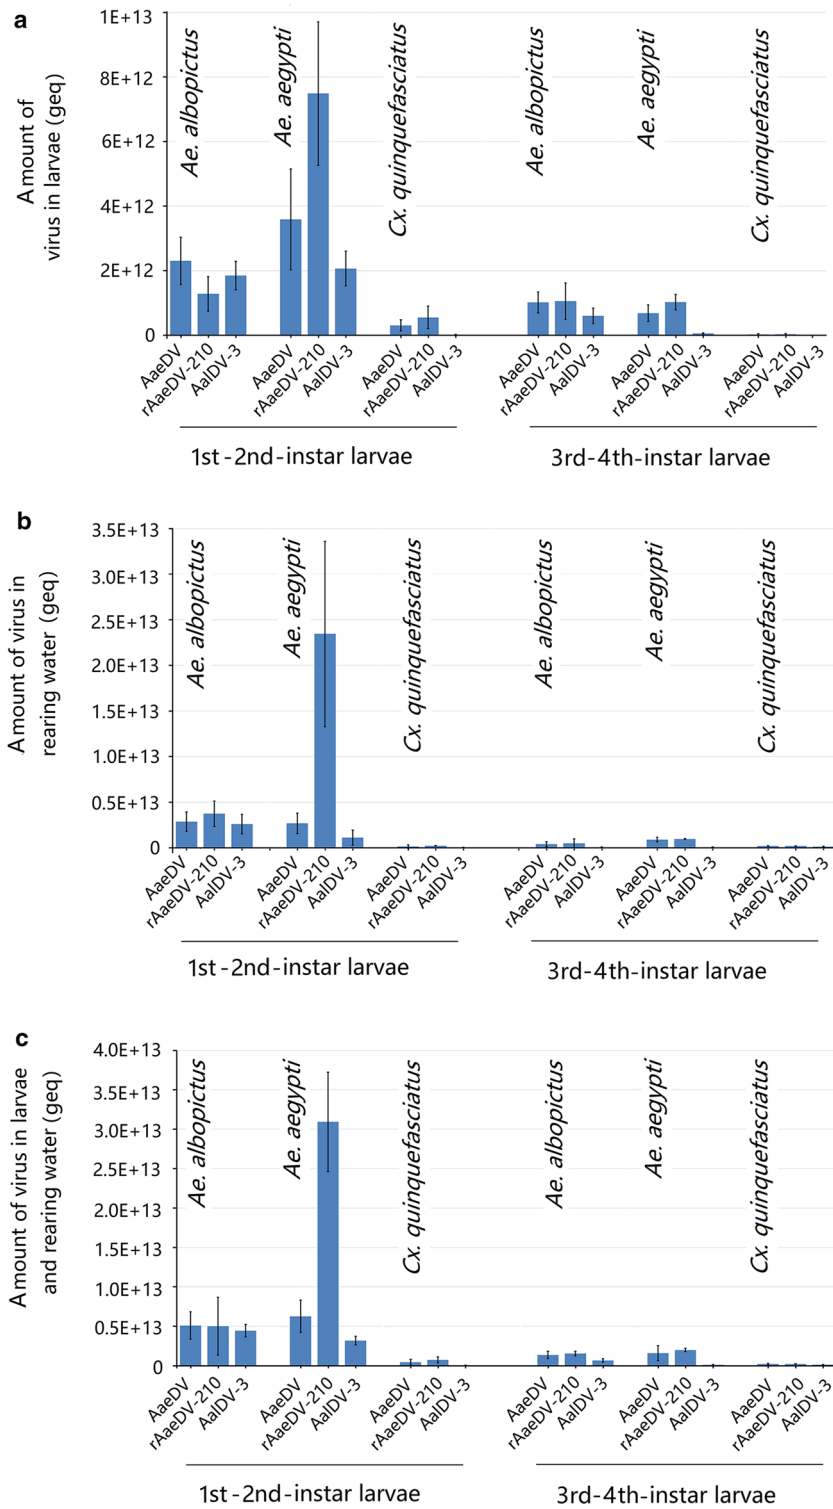 a
1E+13
8E+12
6E+12
4E+12
2E+12
0
Amount of
virus in larvae (geq)
Ae. albopictus
Ae. aegypti
Cx. quinquefasciatus
Ae. albopictus
Ae. aegypti
Cx. quinquefasciatus
AaeDV
rAaeDV-210
AalDV-3
AaeDV
rAaeDV-210
AalDV-3
AaeDV
rAaeDV-210
AalDV-3
AaeDV
rAaeDV-210
AalDV-3
AaeDV
rAaeDV-210
AalDV-3
AaeDV
rAaeDV-210
AalDV-3
1st-2nd-instar larvae
3rd-4th-instar larvae
b
3.5E+13
3.0E+13
2.5E+13
2.0E+13
1.5E+13
1.0E+13
0.5E+13
0
Amount of virus in
rearing water (geq)
Ae. albopictus
Ae. aegypti
Cx. quinquefasciatus
Ae. albopictus
Ae. aegypti
Cx. quinquefasciatus
AaeDV
rAaeDV-210
AalDV-3
AaeDV
rAaeDV-210
AalDV-3
AaeDV
rAaeDV-210
AalDV-3
AaeDV
rAaeDV-210
AalDV-3
AaeDV
rAaeDV-210
AalDV-3
AaeDV
rAaeDV-210
AalDV-3
1st-2nd-instar larvae
3rd-4th-instar larvae
c
4.0E+13
3.5E+13
3.0E+13
2.5E+13
2.0E+13
1.5E+13
1.0E+13
0.5E+13
0
Amount of virus in larvae
and rearing water (geq)
Ae. albopictus
Ae. aegypti
Cx. quinquefasciatus
Ae. albopictus
Ae. aegypti
Cx. quinquefasciatus
AaeDV
rAaeDV-210
AalDV-3
AaeDV
rAaeDV-210
AalDV-3
AaeDV
rAaeDV-210
AalDV-3
AaeDV
rAaeDV-210
AalDV-3
AaeDV
rAaeDV-210
AalDV-3
AaeDV
rAaeDV-210
AalDV-3
1st-2nd-instar larvae
3rd-4th-instar larvae